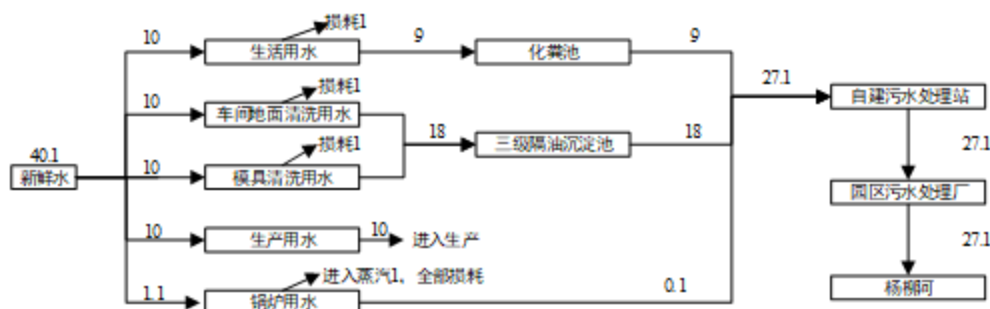 损耗1
10
生活用水
9
化粪池
9
损耗1
10
车间地面清洗用水
27.1
自建污水处理站
18
三级隔油沉淀池
18
27.1
损耗1
40.1
新鲜水
10
模具清洗用水
园区污水处理厂
10
生产用水
10
进入生产
27.1
进入蒸汽1，全部损耗
1.1
锅炉用水
0.1
杨柳河